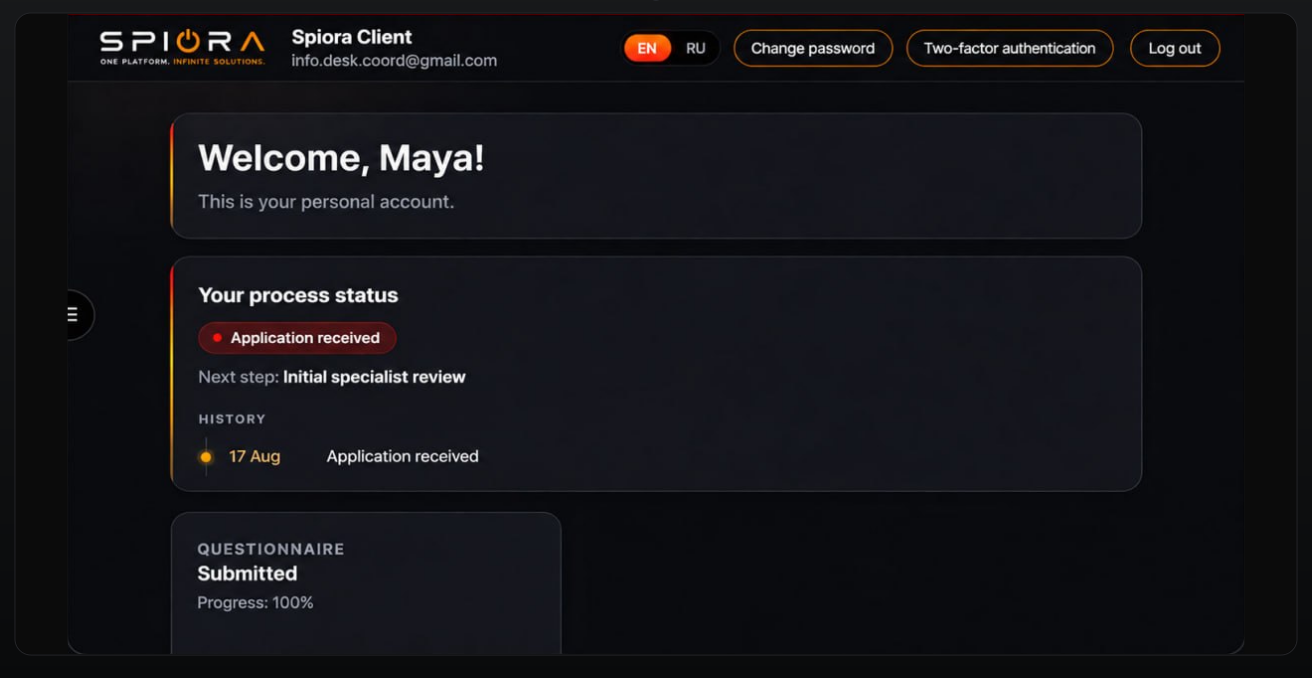 SPIORA
ONE PLATFORM. INFINITE SOLUTIONS.
Spiora Client
info.desk.coord@gmail.com
EN
RU
Change password
Two-factor authentication
Log out
Welcome, Maya!
This is your personal account.
Your process status
Application received
Next step: Initial specialist review
HISTORY
17 Aug
Application received
QUESTIONNAIRE
Submitted
Progress: 100%